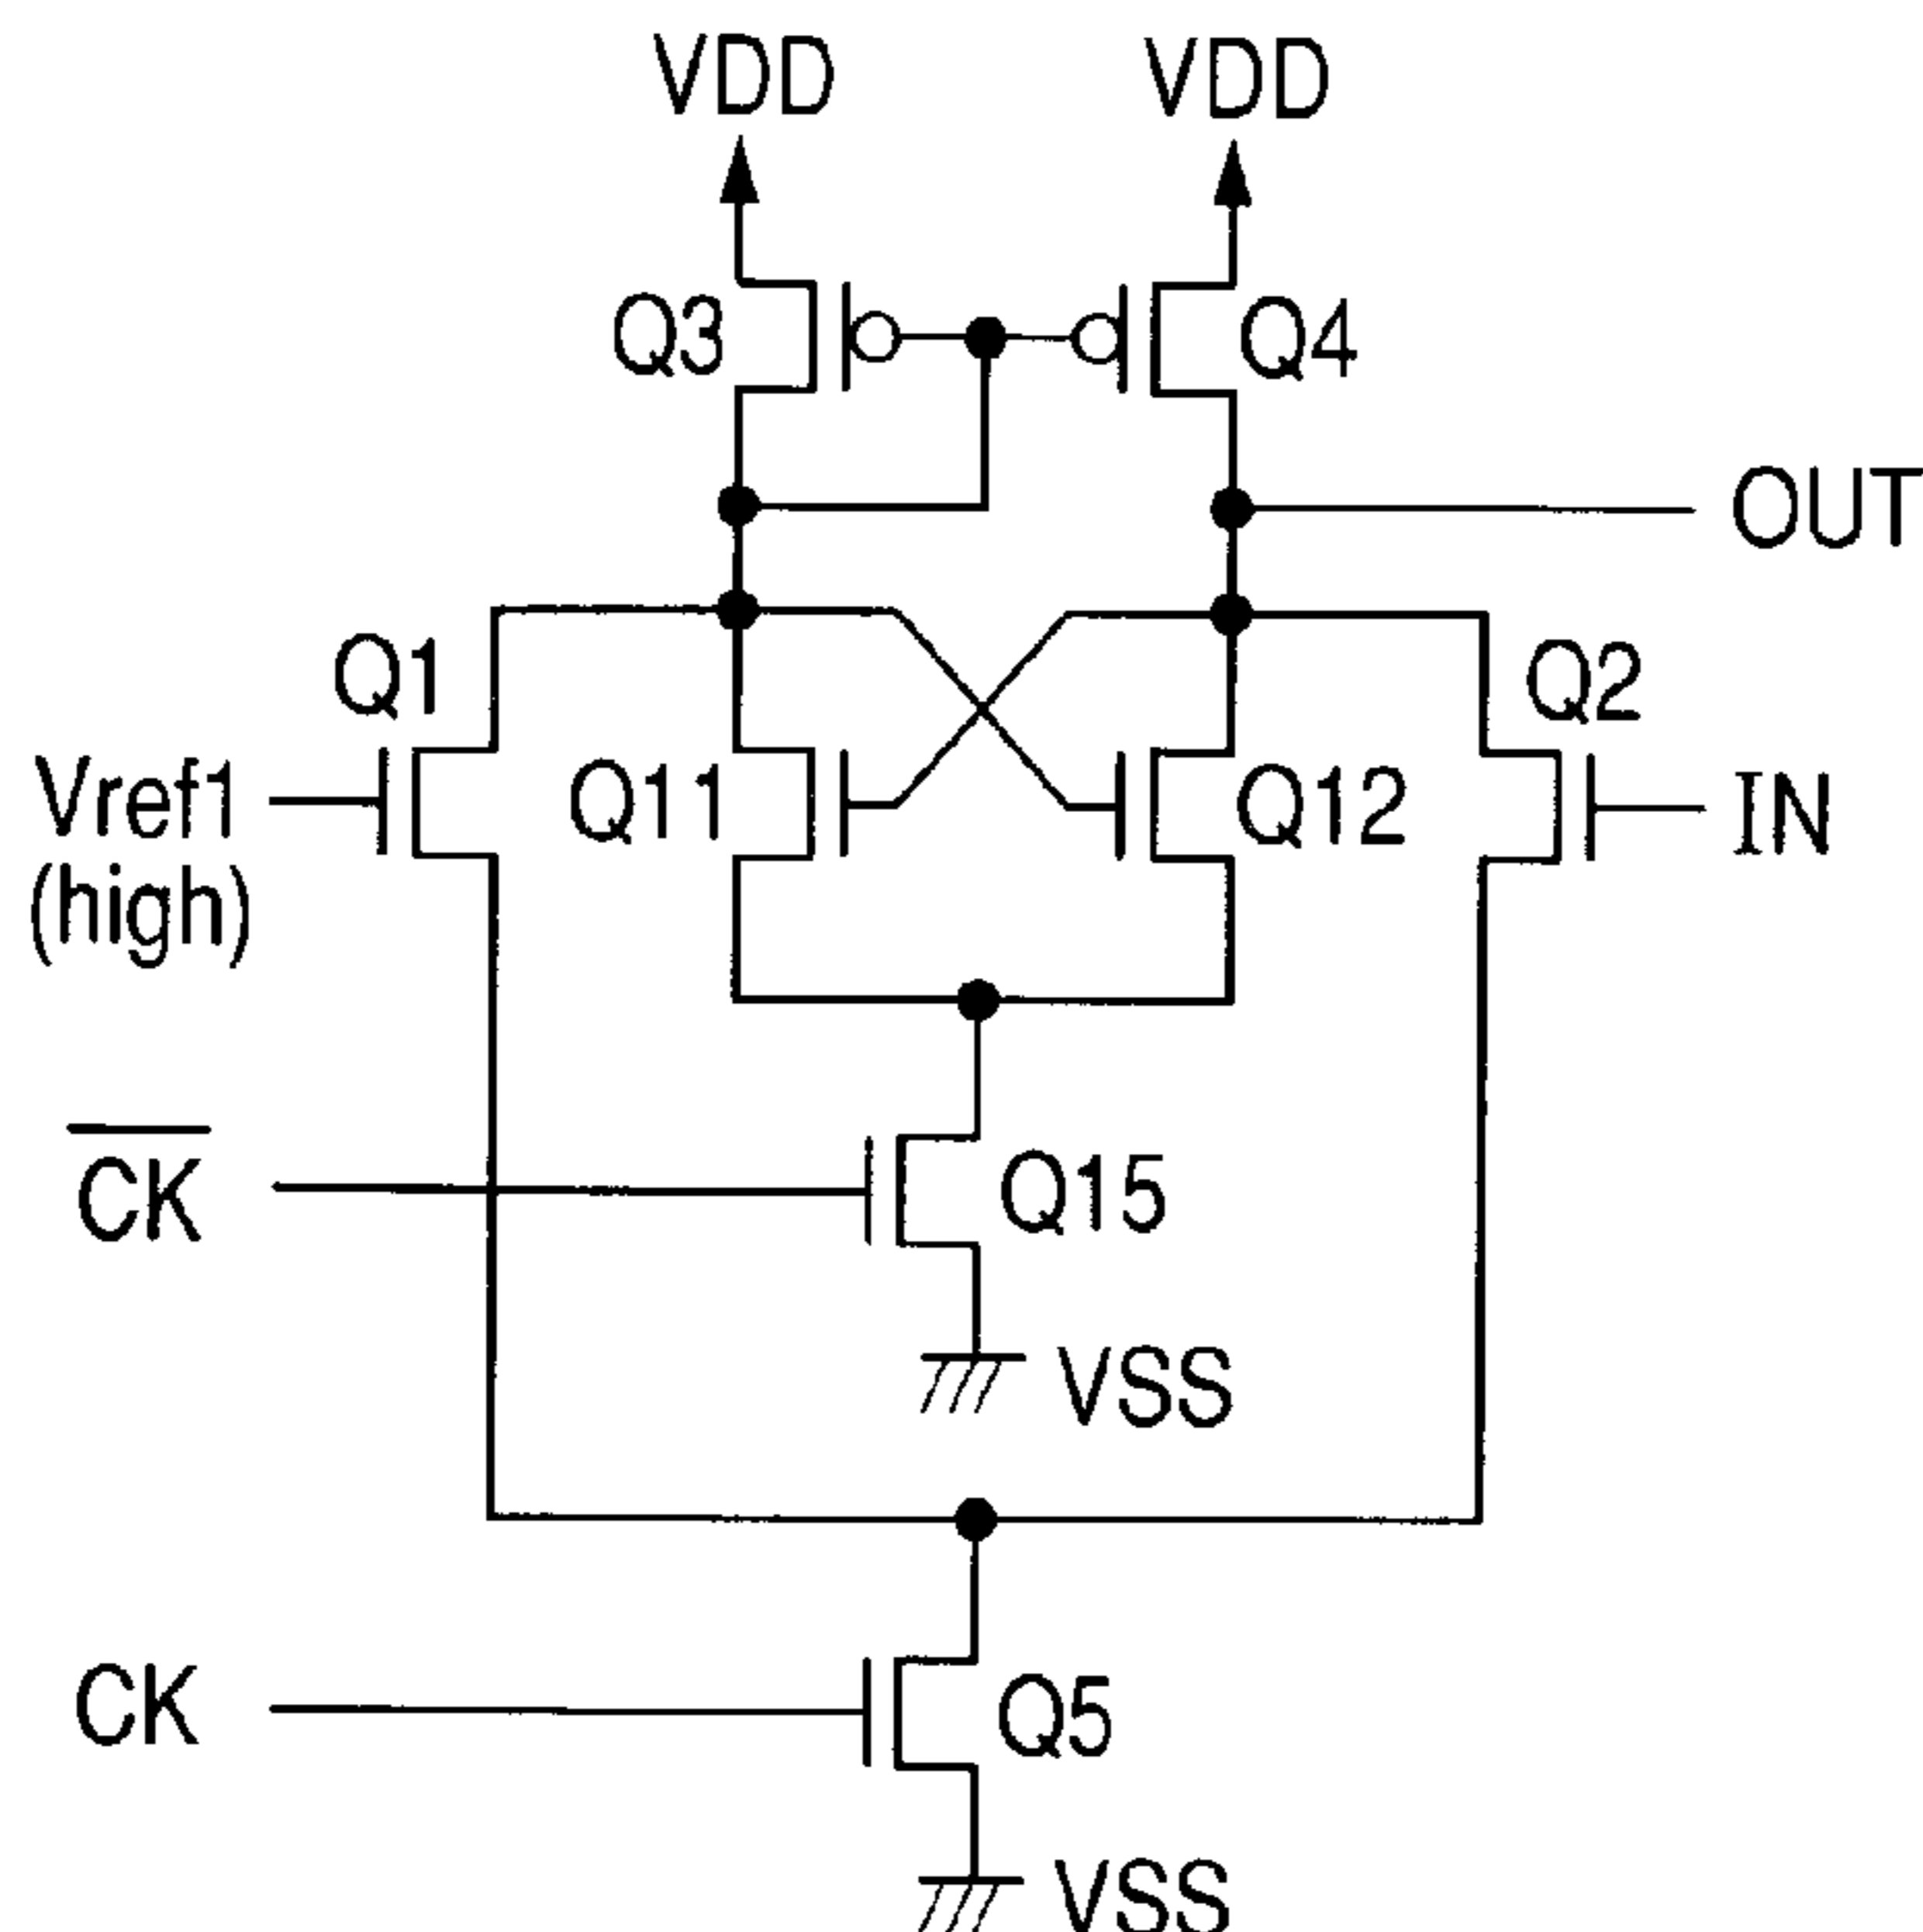 VDD VDD
Q3 Q4
OUT
Q1 Q2
Vref1 Q11 Q12 IN
(high)
CK Q15
VSS
CK Q5
VSS